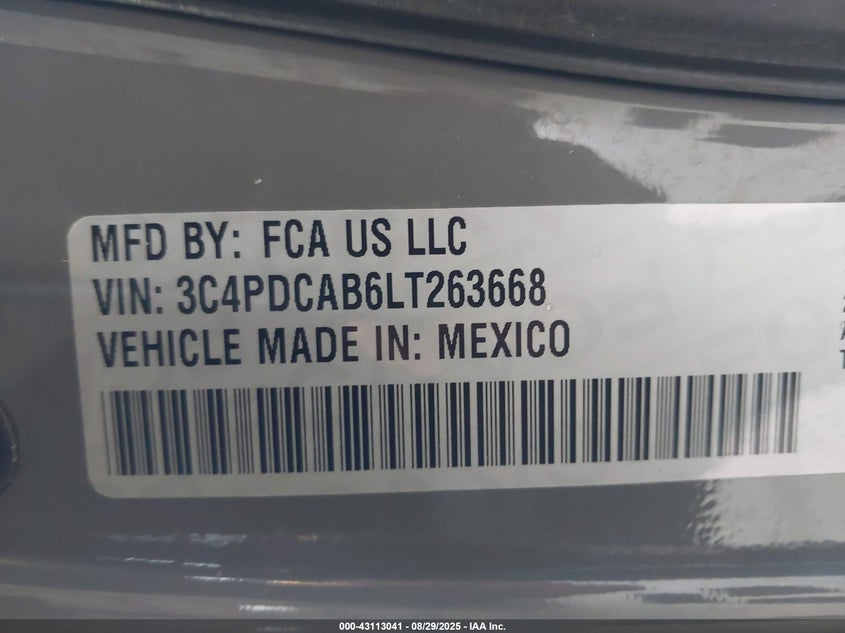 MFD BY: FCA US LLC
VIN: 3C4PDCAB6LT263668
VEHICLE MADE IN: MEXICO
000-43113041 - 08/29/2025 - IAA Inc.